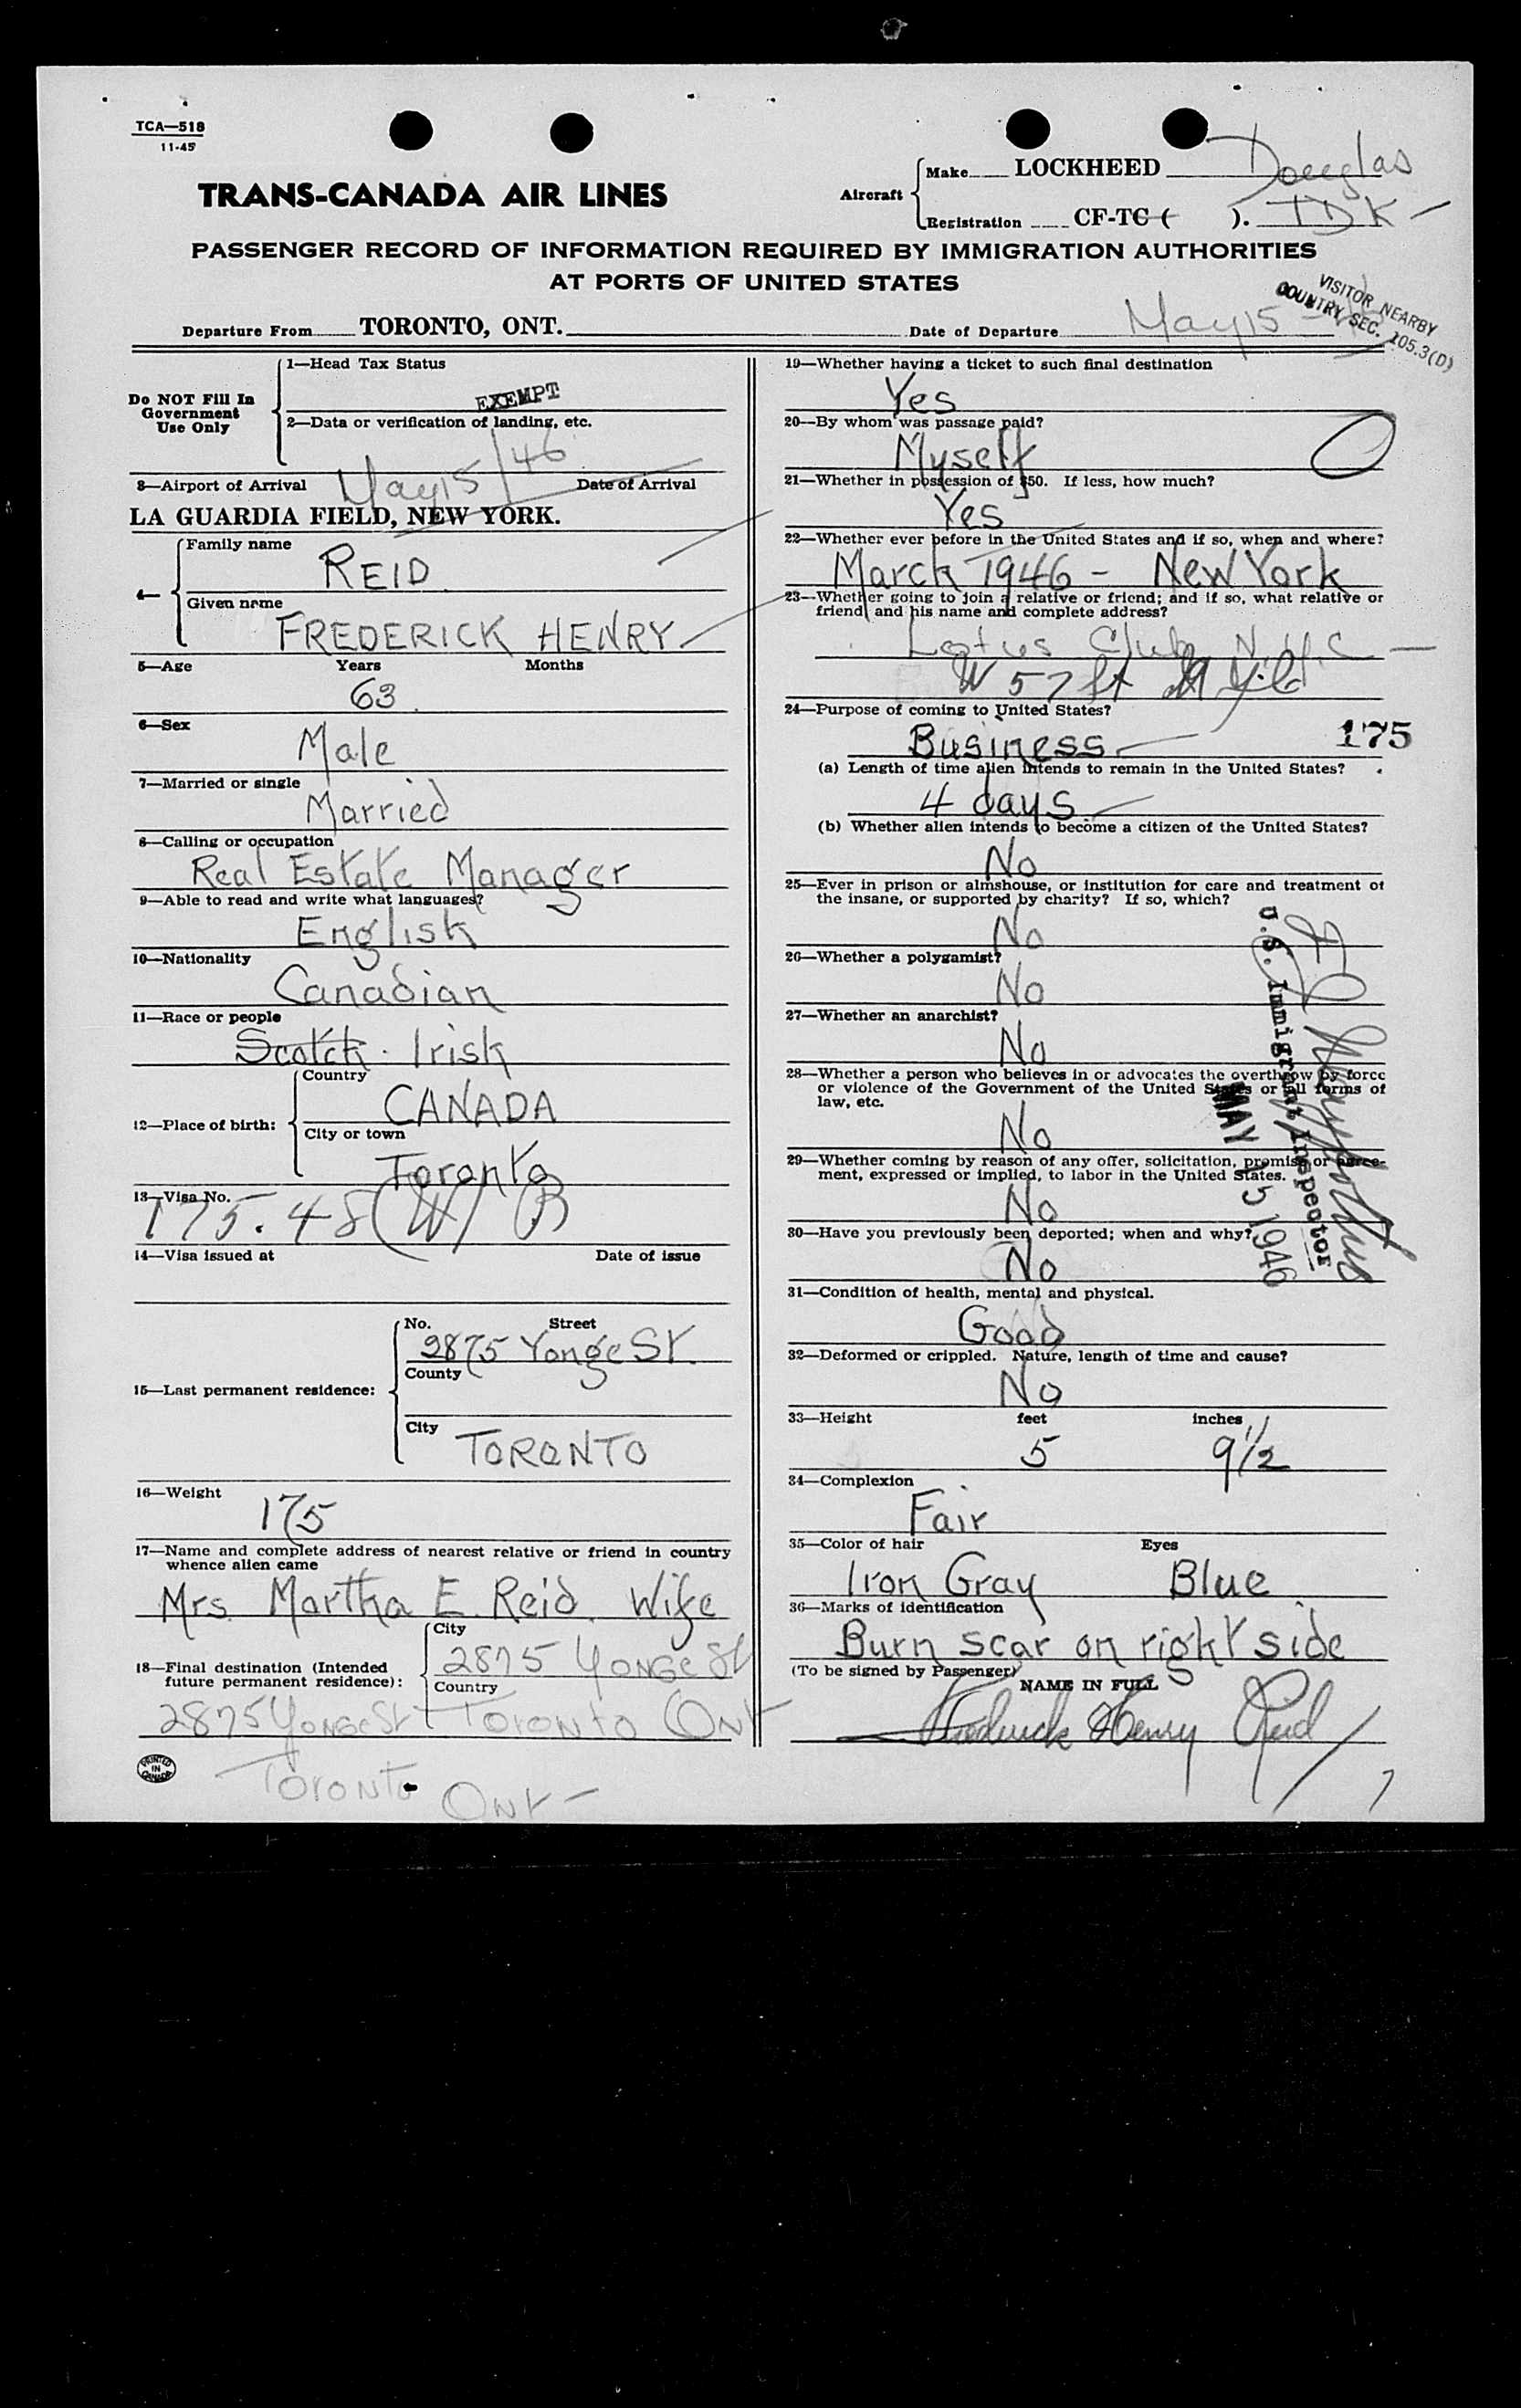 TCA—518
11-45
TRANS-CANADA AIR LINES
Aircraft
Make LOCKHEED Douglas
Registration CF-TC ( ). TDK
PASSENGER RECORD OF INFORMATION REQUIRED BY IMMIGRATION AUTHORITIES
AT PORTS OF UNITED STATES
VISITOR NEARBY
COUNTRY SEC. 105.3(D)
Departure From TORONTO, ONT.
Date of Departure May 15
Do NOT Fill In
Government
Use Only
1—Head Tax Status
EXEMPT
2—Data or verification of landing, etc.
3—Airport of Arrival May 15/46 Date of Arrival
LA GUARDIA FIELD, NEW YORK.
4—
Family name
REID
Given name
FREDERICK HENRY
5—Age Years Months
63
6—Sex
Male
7—Married or single
Married
8—Calling or occupation
Real Estate Manager
9—Able to read and write what languages?
English
10—Nationality
Canadian
11—Race or people
Scotch - Irish
12—Place of birth:
Country
CANADA
City or town
Toronto
13—Visa No.
175.48 (W) B
14—Visa issued at Date of issue
15—Last permanent residence:
No. Street
2875 Yonge St.
County
City
TORONTO
16—Weight
175
17—Name and complete address of nearest relative or friend in country
whence alien came
Mrs. Martha E. Reid. Wife
18—Final destination (Intended
future permanent residence):
City
2875 YONGE St
Country
2875 YONGE St Toronto Ont
Toronto Ont
PRINTED
IN
CANADA
19—Whether having a ticket to such final destination
Yes
20—By whom was passage paid?
Myself
21—Whether in possession of $50. If less, how much?
Yes
22—Whether ever before in the United States and if so, when and where?
March 1946 - New York
23—Whether going to join a relative or friend; and if so, what relative or
friend and his name and complete address?
Lotus Club N.Y.C
W 57 St
24—Purpose of coming to United States?
Business
175
(a) Length of time alien intends to remain in the United States?
4 days
(b) Whether alien intends to become a citizen of the United States?
No
25—Ever in prison or almshouse, or institution for care and treatment of
the insane, or supported by charity? If so, which?
No
26—Whether a polygamist?
No
27—Whether an anarchist?
No
28—Whether a person who believes in or advocates the overthrow by force
or violence of the Government of the United States or all forms of
law, etc.
No
29—Whether coming by reason of any offer, solicitation, promise or agree-
ment, expressed or implied, to labor in the United States.
No
30—Have you previously been deported; when and why?
No
U.S. Immigrant Inspector
MAY 15 1946
31—Condition of health, mental and physical.
Good
32—Deformed or crippled. Nature, length of time and cause?
No
33—Height feet inches
5 9 1/2
34—Complexion
Fair
35—Color of hair Eyes
Iron Gray Blue
36—Marks of identification
Burn scar on right side
(To be signed by Passenger)
NAME IN FULL
Frederick Henry Reid